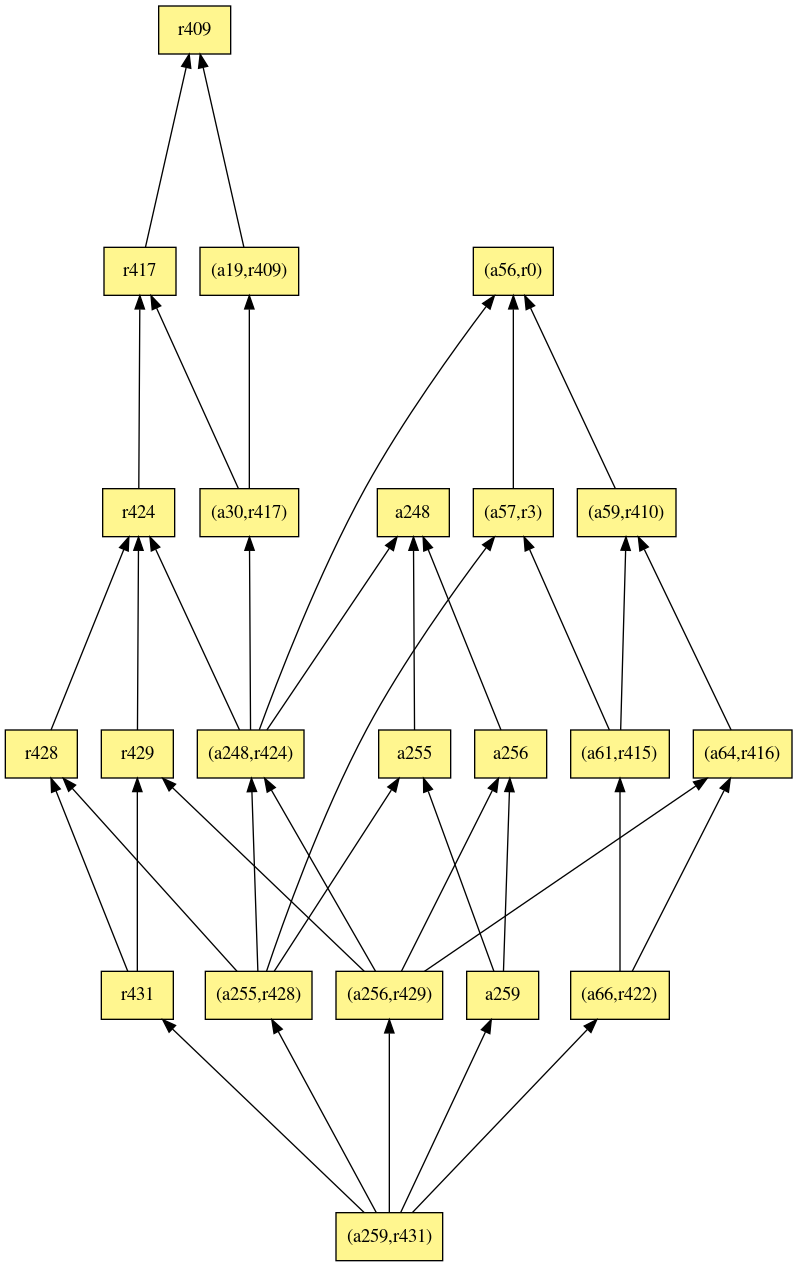 r409
r417
(a19,r409)
(a56,r0)
r424
(a30,r417)
a248
(a57,r3)
(a59,r410)
r428
r429
(a248,r424)
a255
a256
(a61,r415)
(a64,r416)
r431
(a255,r428)
(a256,r429)
a259
(a66,r422)
(a259,r431)